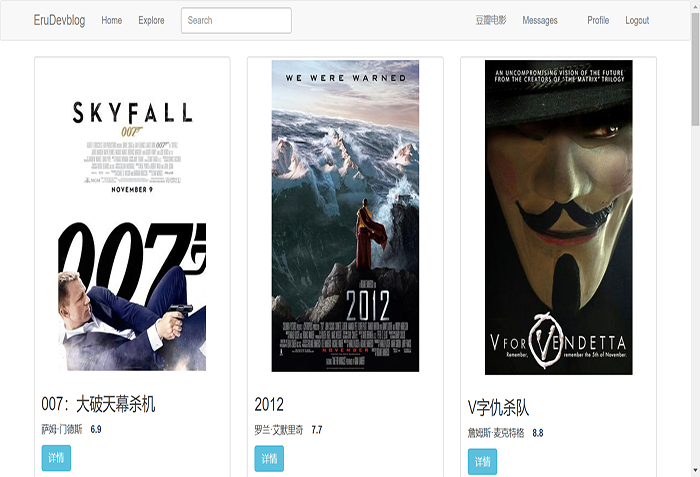 EruDevblog Home Explore Search 豆瓣电影 Messages Profile Logout
SKYFALL
007
NOVEMBER 9
007
007：大破天幕杀机
萨姆·门德斯 6.9
详情
WE WERE WARNED
2012
NOVEMBER
2012
罗兰·艾默里奇 7.7
详情
AN UNCOMPROMISING VISION OF THE FUTURE
FROM THE CREATORS OF "THE MATRIX" TRILOGY
V FOR VENDETTA
Remember, remember the 5th of November.
V字仇杀队
詹姆斯·麦克特格 8.8
详情